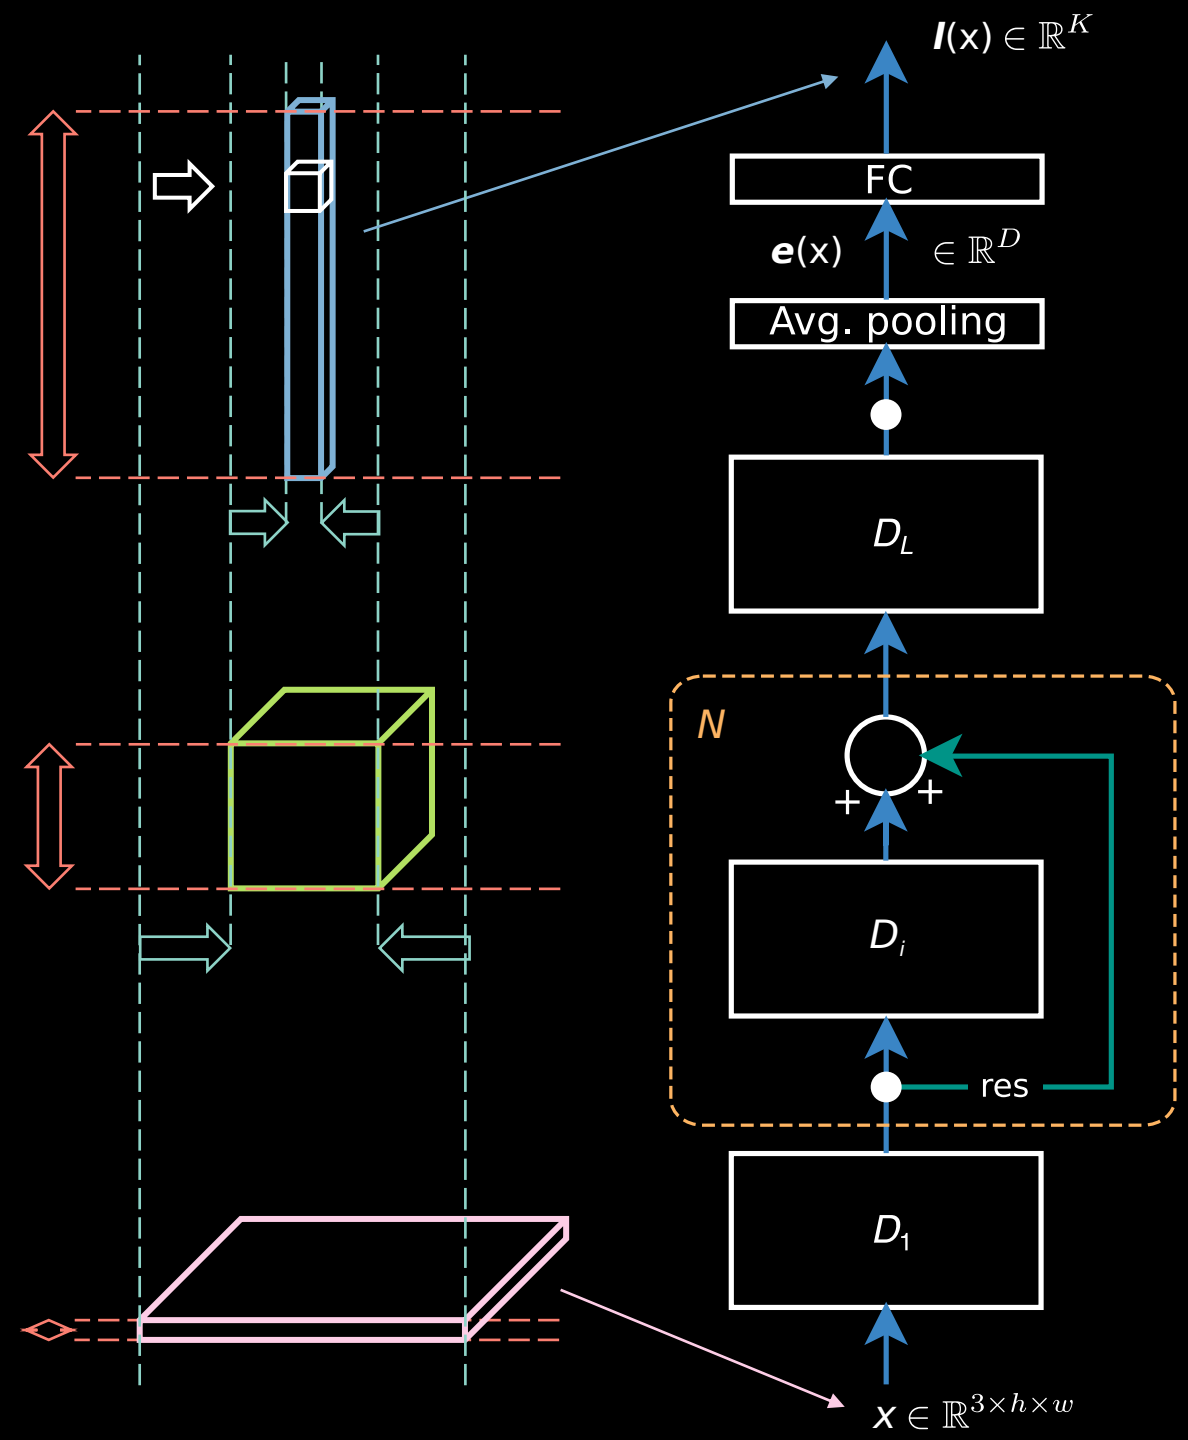 l(x) ∈ ℝ^K
FC
e(x) ∈ ℝ^D
Avg. pooling
D_L
N
+ +
D_i
res
D_1
x ∈ ℝ^{3×h×w}